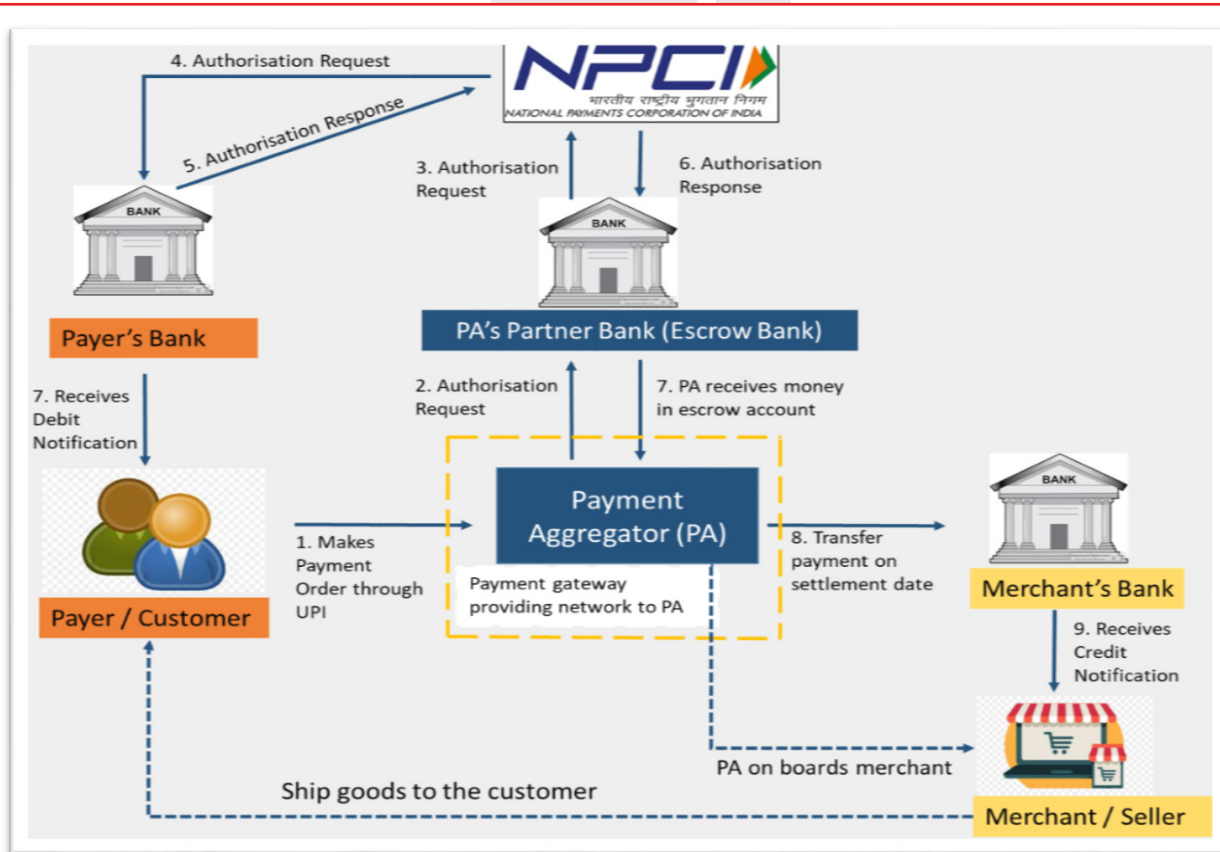 4. Authorisation Request
NPCI
भारतीय राष्ट्रीय भुगतान निगम
NATIONAL PAYMENTS CORPORATION OF INDIA
5. Authorisation Response
3. Authorisation
Request
6. Authorisation
Response
BANK
BANK
Payer's Bank
PA's Partner Bank (Escrow Bank)
7. Receives
Debit
Notification
2. Authorisation
Request
7. PA receives money
in escrow account
Payment
Aggregator (PA)
BANK
1. Makes
Payment
Order through
UPI
Payment gateway
providing network to PA
8. Transfer
payment on
settlement date
Payer / Customer
Merchant's Bank
9. Receives
Credit
Notification
PA on boards merchant
Ship goods to the customer
Merchant / Seller